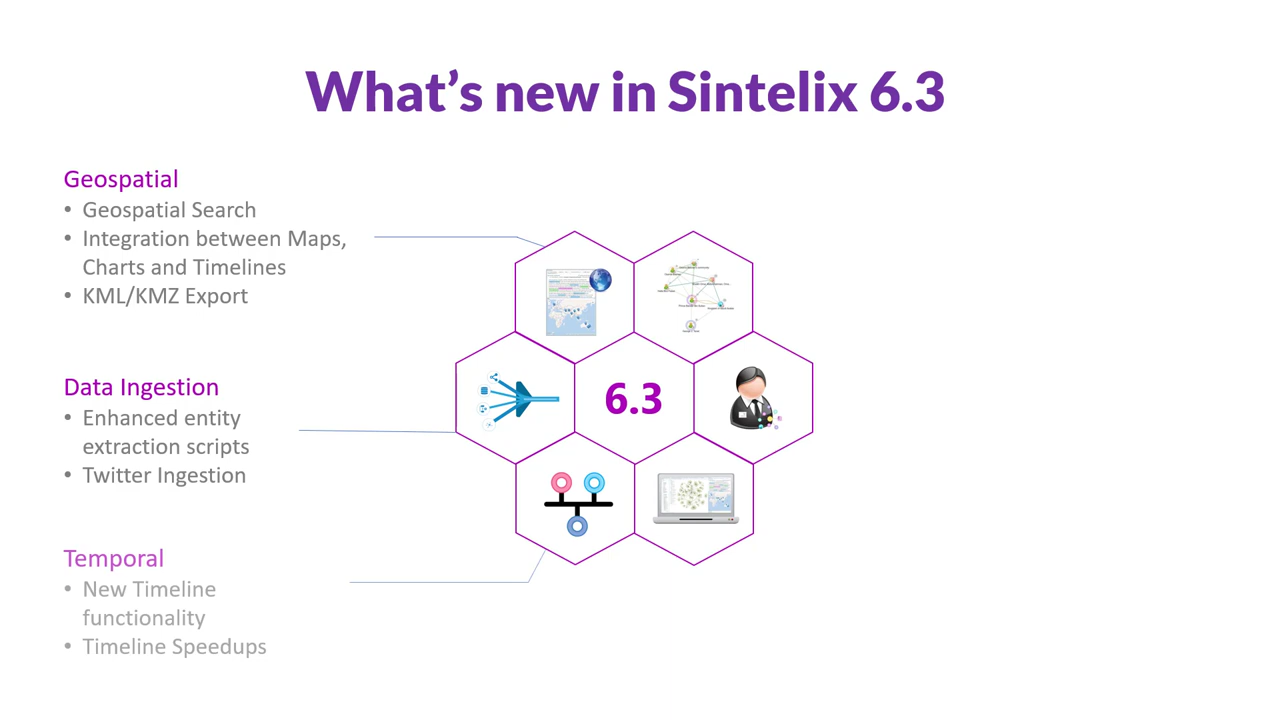 What’s new in Sintelix 6.3
Geospatial
• Geospatial Search
• Integration between Maps,
Charts and Timelines
• KML/KMZ Export
Data Ingestion
• Enhanced entity
extraction scripts
• Twitter Ingestion
Temporal
• New Timeline
functionality
• Timeline Speedups
6.3